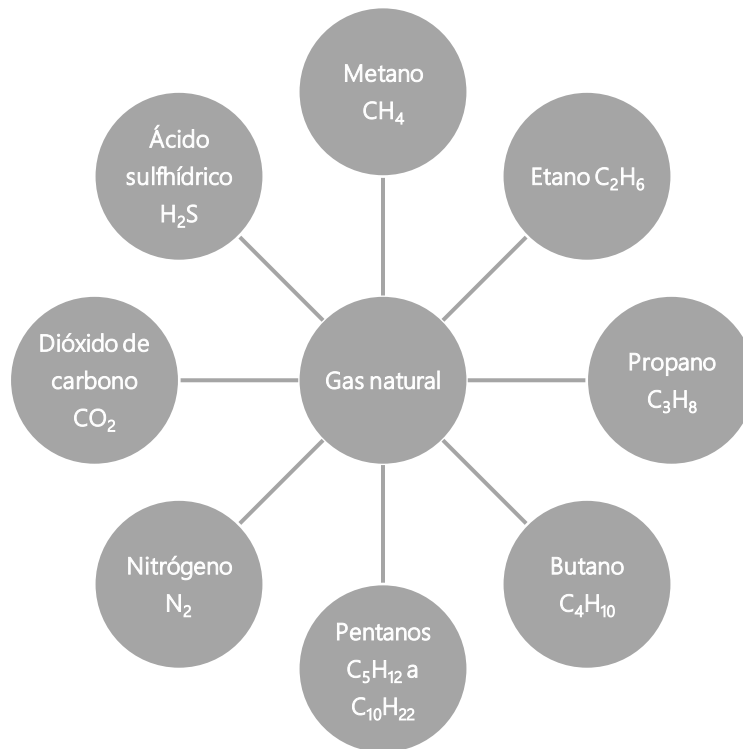 Metano
CH₄
Etano C₂H₆
Propano
C₃H₈
Butano
C₄H₁₀
Pentanos
C₅H₁₂ a
C₁₀H₂₂
Nitrógeno
N₂
Dióxido de
carbono
CO₂
Ácido
sulfhídrico
H₂S
Gas natural